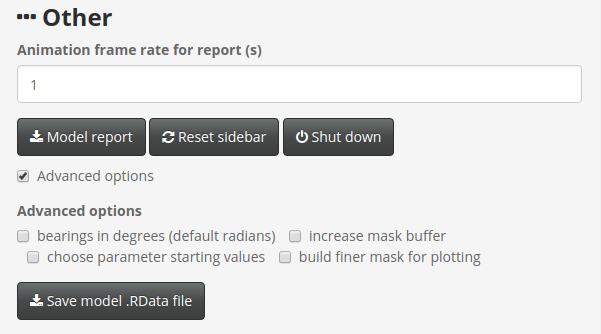 Other
Animation frame rate for report (s)
1
Model report Reset sidebar Shut down
Advanced options
Advanced options
bearings in degrees (default radians) increase mask buffer
choose parameter starting values build finer mask for plotting
Save model .RData file